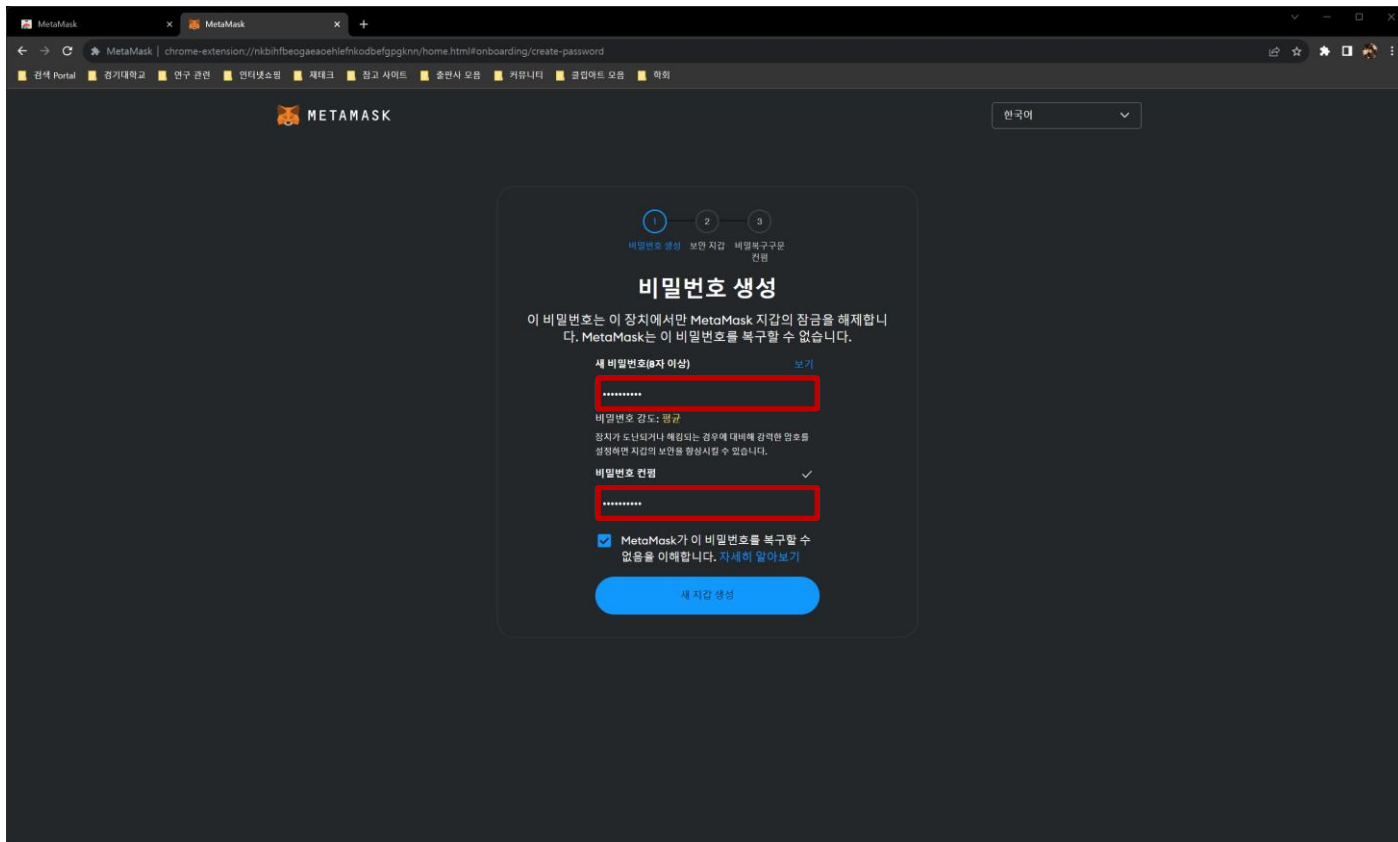 MetaMask
MetaMask
MetaMask | chrome-extension://nkbihfbeogaeaoehlefnkodbefgpgknn/home.html#onboarding/create-password
검색 Portal 경기대학교 연구 관련 인터넷쇼핑 재테크 참고 사이트 출판사 모음 커뮤니티 클립아트 모음 학회
METAMASK
한국어
1 2 3
비밀번호 생성 보안 지갑 비밀복구구문
컨펌
비밀번호 생성
이 비밀번호는 이 장치에서만 MetaMask 지갑의 잠금을 해제합니
다. MetaMask는 이 비밀번호를 복구할 수 없습니다.
새 비밀번호(8자 이상) 보기
••••••••••
비밀번호 강도: 평균
장치가 도난되거나 해킹되는 경우에 대비해 강력한 암호를
설정하면 지갑의 보안을 향상시킬 수 있습니다.
비밀번호 컨펌
••••••••••
MetaMask가 이 비밀번호를 복구할 수
없음을 이해합니다. 자세히 알아보기
새 지갑 생성